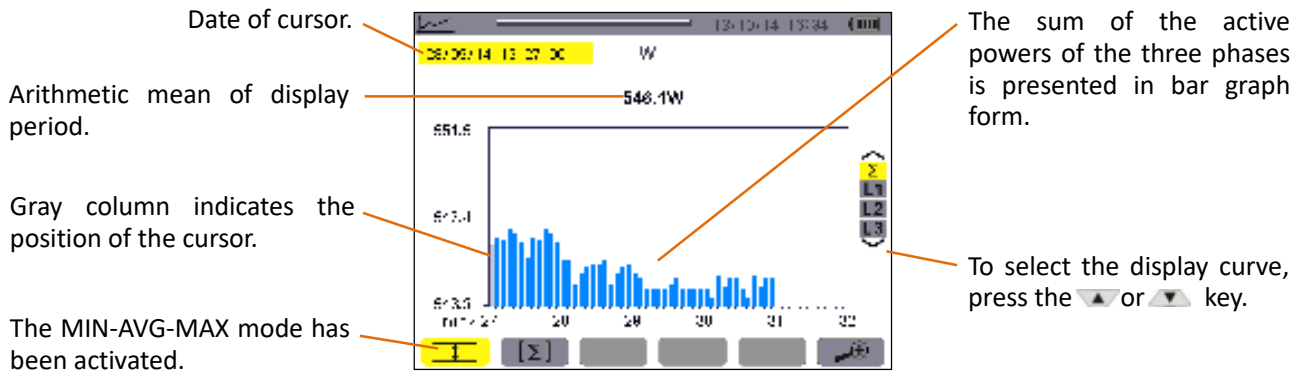 Date of cursor.
Arithmetic mean of display
period.
Gray column indicates the
position of the cursor.
The MIN-AVG-MAX mode has
been activated.
W
551.5
28
29
30
31
32
[Σ]
Σ
L1
L2
L3
The sum of the active
powers of the three phases
is presented in bar graph
form.
To select the display curve,
press the ▲ or ▼ key.